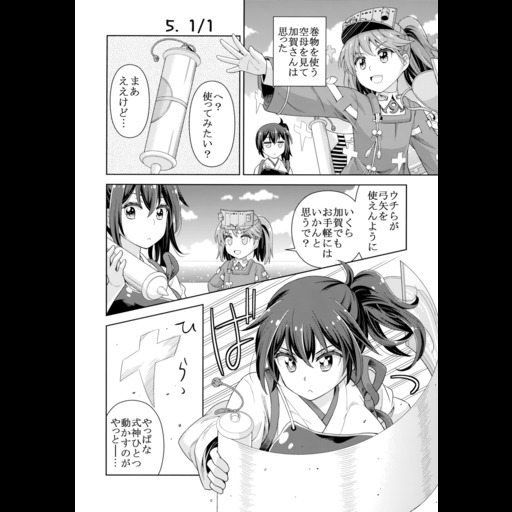 5. 1/1
巻物を使う
空母を見て
加賀さんは
思った
へ?
使ってみたい?
まあ
ええけど…
ウチらが
弓矢を
使えんように
いくら
加賀でも
お手軽には
いかんと
思うで?
ばっ
ひらっ
やっぱな
式神ひとつ
動かすのが
やっとー…